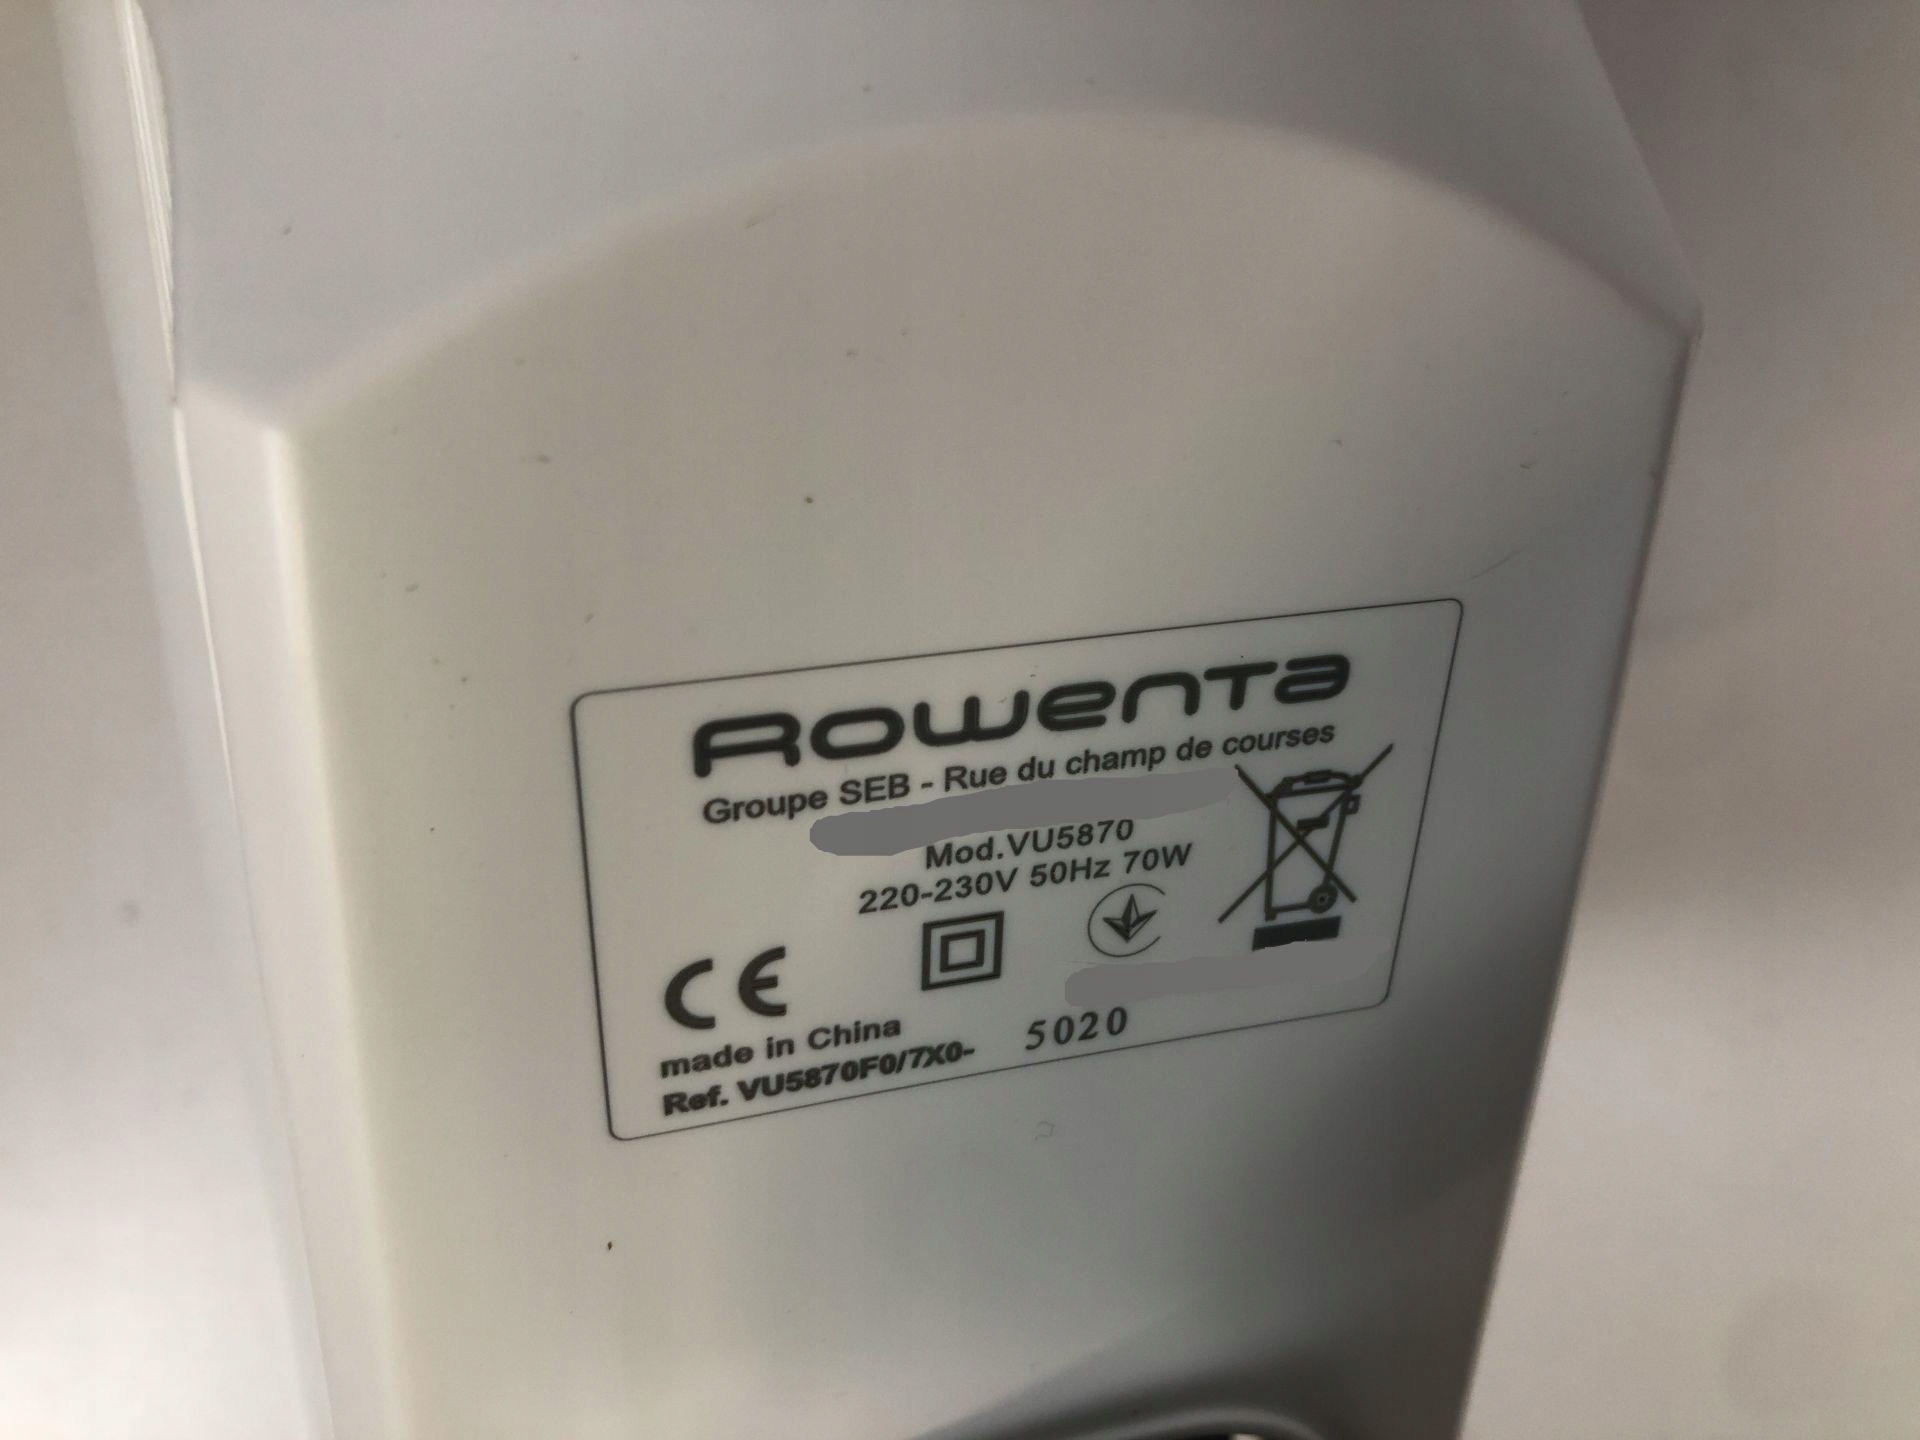 Rowenta
Groupe SEB - Rue du champ de courses
Mod.VU5870
220-230V 50Hz 70W
CE
made in China
Ref. VU5870F0/7X0- 5020